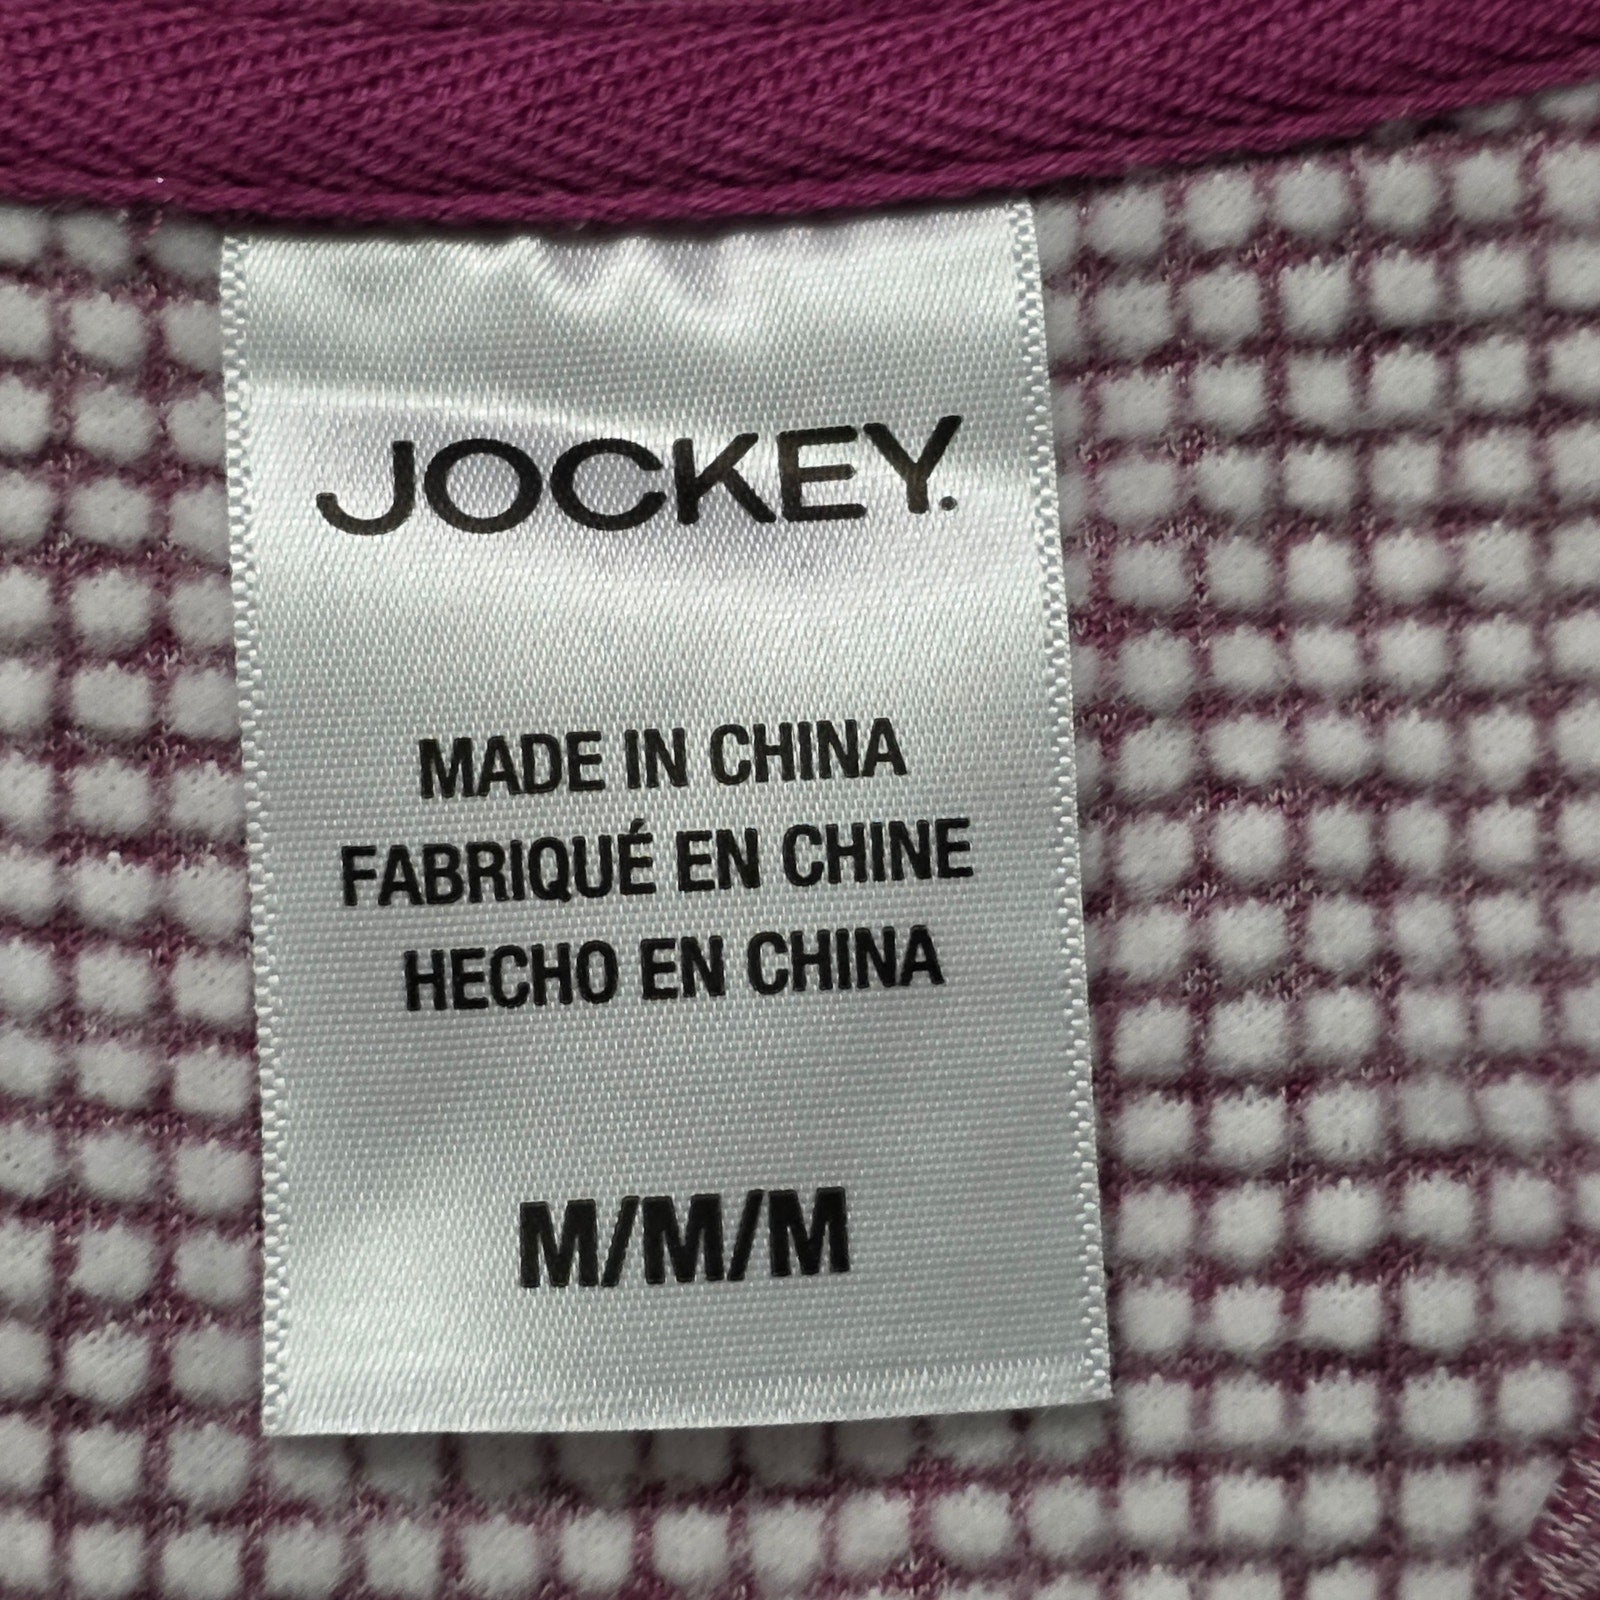 JOCKEY.
MADE IN CHINA
FABRIQUÉ EN CHINE
HECHO EN CHINA
M/M/M